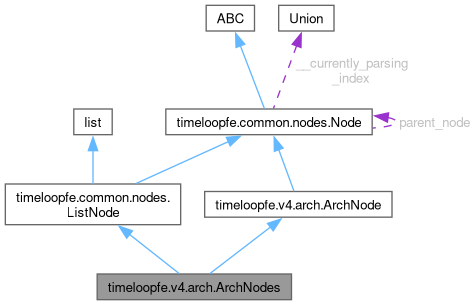 ABC
Union
__currently_parsing
_index
timeloopfe.common.nodes.Node
parent_node
list
timeloopfe.common.nodes.
ListNode
timeloopfe.v4.arch.ArchNode
timeloopfe.v4.arch.ArchNodes